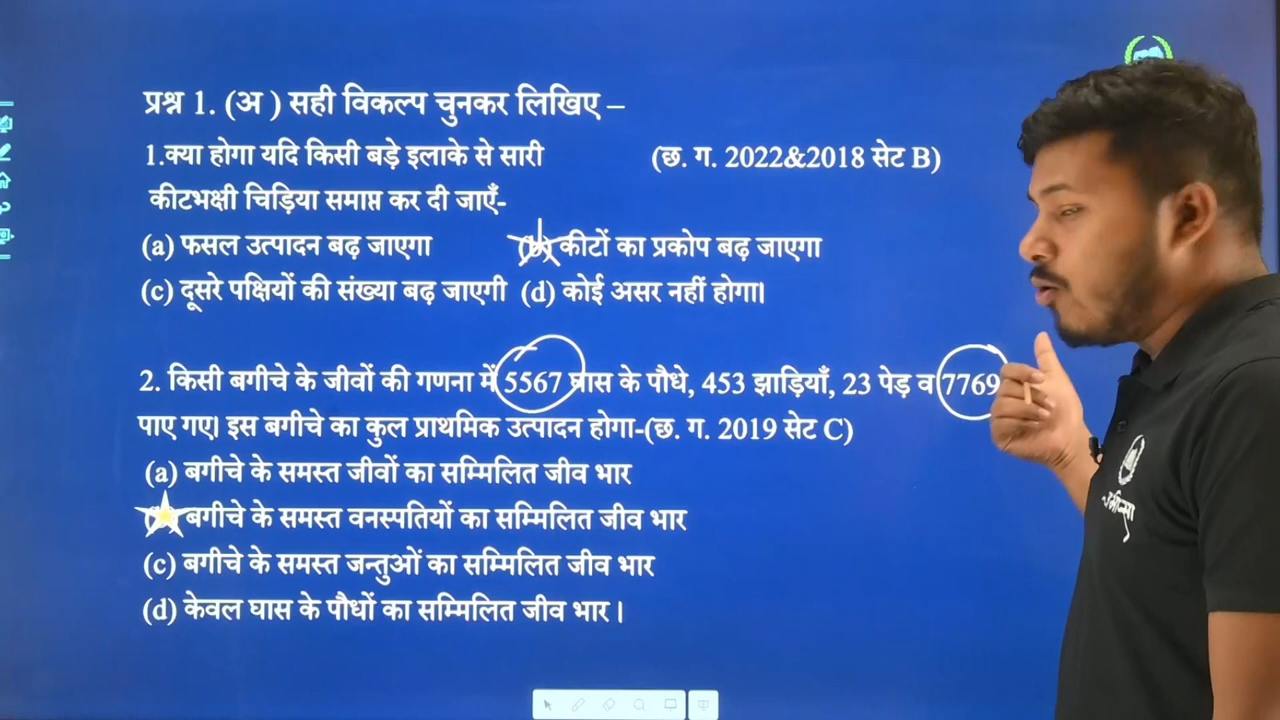 प्रश्न 1. (अ ) सही विकल्प चुनकर लिखिए –
1.क्या होगा यदि किसी बड़े इलाके से सारी (छ. ग. 2022&2018 सेट B)
कीटभक्षी चिड़िया समाप्त कर दी जाएँ-
(a) फसल उत्पादन बढ़ जाएगा (b) कीटों का प्रकोप बढ़ जाएगा
(c) दूसरे पक्षियों की संख्या बढ़ जाएगी (d) कोई असर नहीं होगा।
2. किसी बगीचे के जीवों की गणना में 5567 घास के पौधे, 453 झाड़ियाँ, 23 पेड़ व 7769
पाए गए। इस बगीचे का कुल प्राथमिक उत्पादन होगा-(छ. ग. 2019 सेट C)
(a) बगीचे के समस्त जीवों का सम्मिलित जीव भार
बगीचे के समस्त वनस्पतियों का सम्मिलित जीव भार
(c) बगीचे के समस्त जन्तुओं का सम्मिलित जीव भार
(d) केवल घास के पौधों का सम्मिलित जीव भार ।